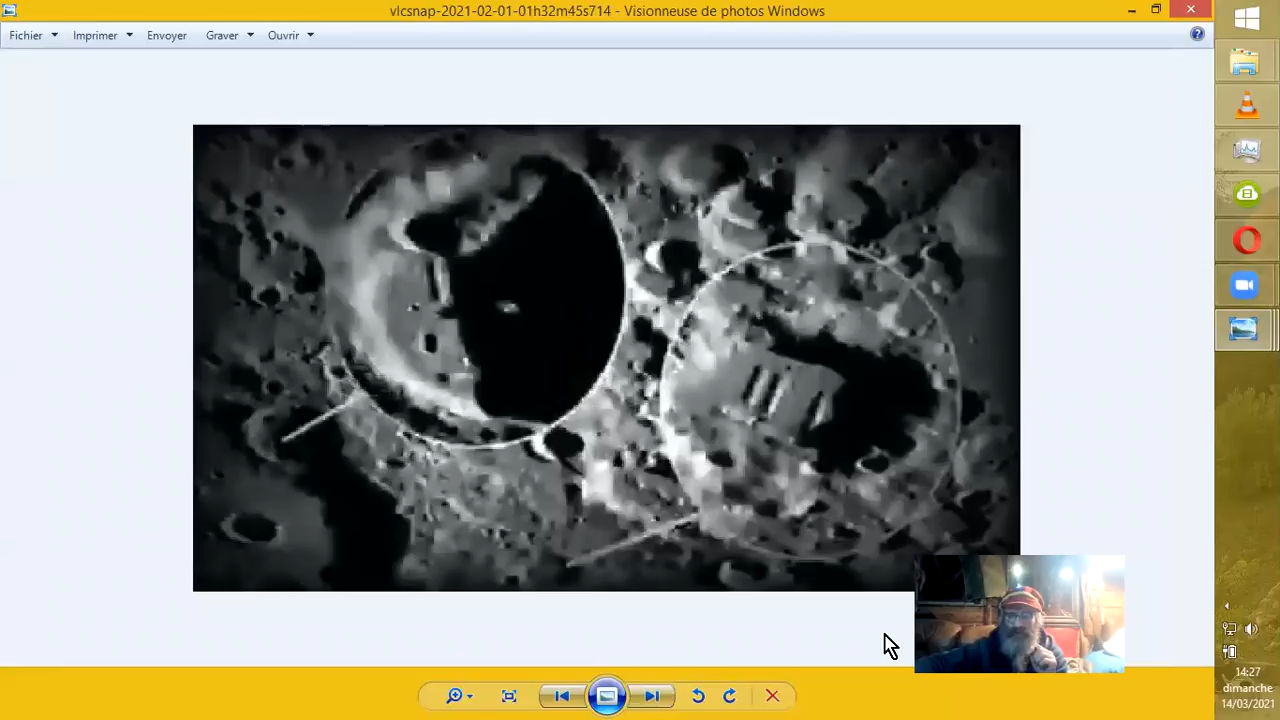 vlcsnap-2021-02-01-01h32m45s714 - Visionneuse de photos Windows
Fichier Imprimer Envoyer Graver Ouvrir
14:27
dimanche
14/03/2021